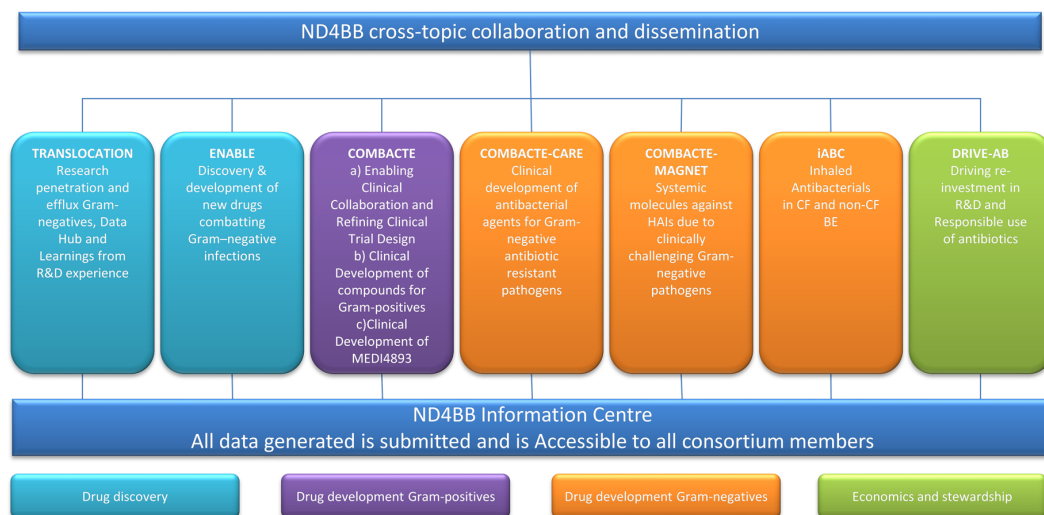 ND4BB cross-topic collaboration and dissemination
TRANSLOCATION
Research
penetration and
efflux Gram-
negatives, Data
Hub and
Learnings from
R&D experience
ENABLE
Discovery &
development of
new drugs
combatting
Gram–negative
infections
COMBACTE
a) Enabling
Clinical
Collaboration and
Refining Clinical
Trial Design
b) Clinical
Development of
compounds for
Gram-positives
c)Clinical
Development of
MEDI4893
COMBACTE-CARE
Clinical
development of
antibacterial
agents for Gram-
negative
antibiotic
resistant
pathogens
COMBACTE-
MAGNET
Systemic
molecules against
HAIs due to
clinically
challenging Gram-
negative
pathogens
iABC
Inhaled
Antibacterials
in CF and non-CF
BE
DRIVE-AB
Driving re-
investment in
R&D and
Responsible use
of antibiotics
ND4BB Information Centre
All data generated is submitted and is Accessible to all consortium members
Drug discovery
Drug development Gram-positives
Drug development Gram-negatives
Economics and stewardship